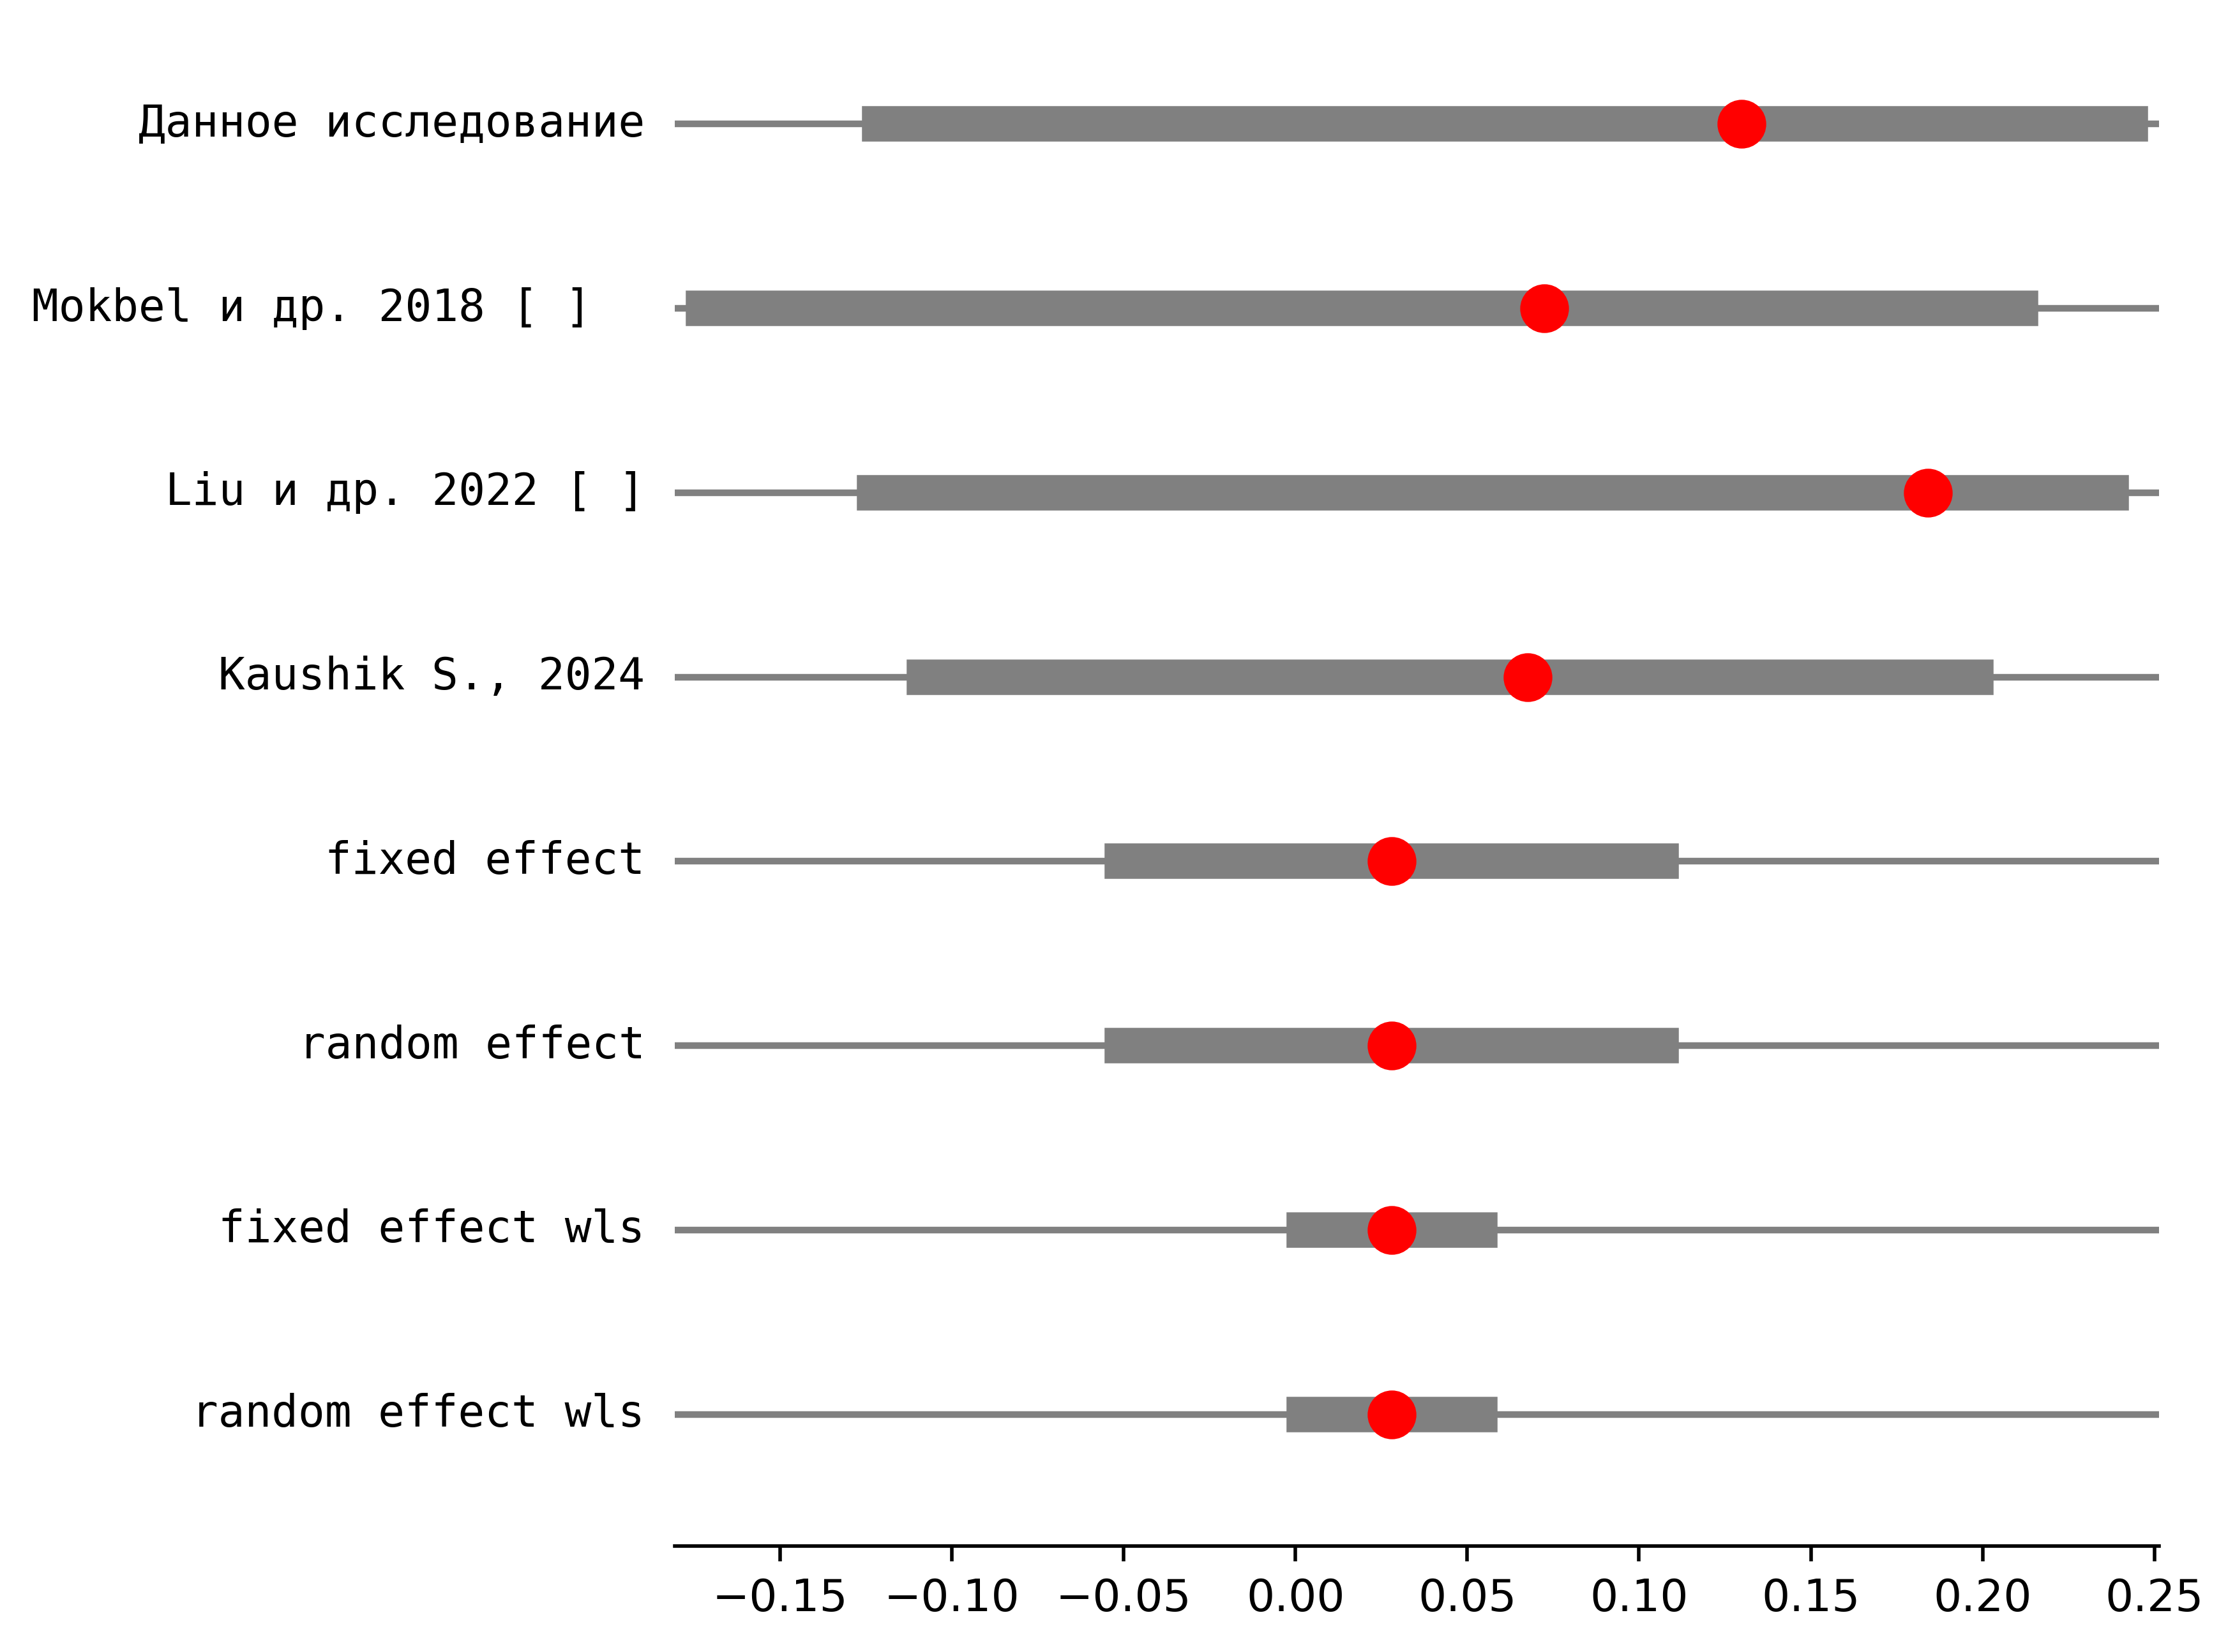 Данное исследование
Mokbel и др. 2018 [ ]
Liu и др. 2022 [ ]
Kaushik S., 2024
fixed effect
random effect
fixed effect wls
random effect wls
−0.15 −0.10 −0.05 0.00 0.05 0.10 0.15 0.20 0.25